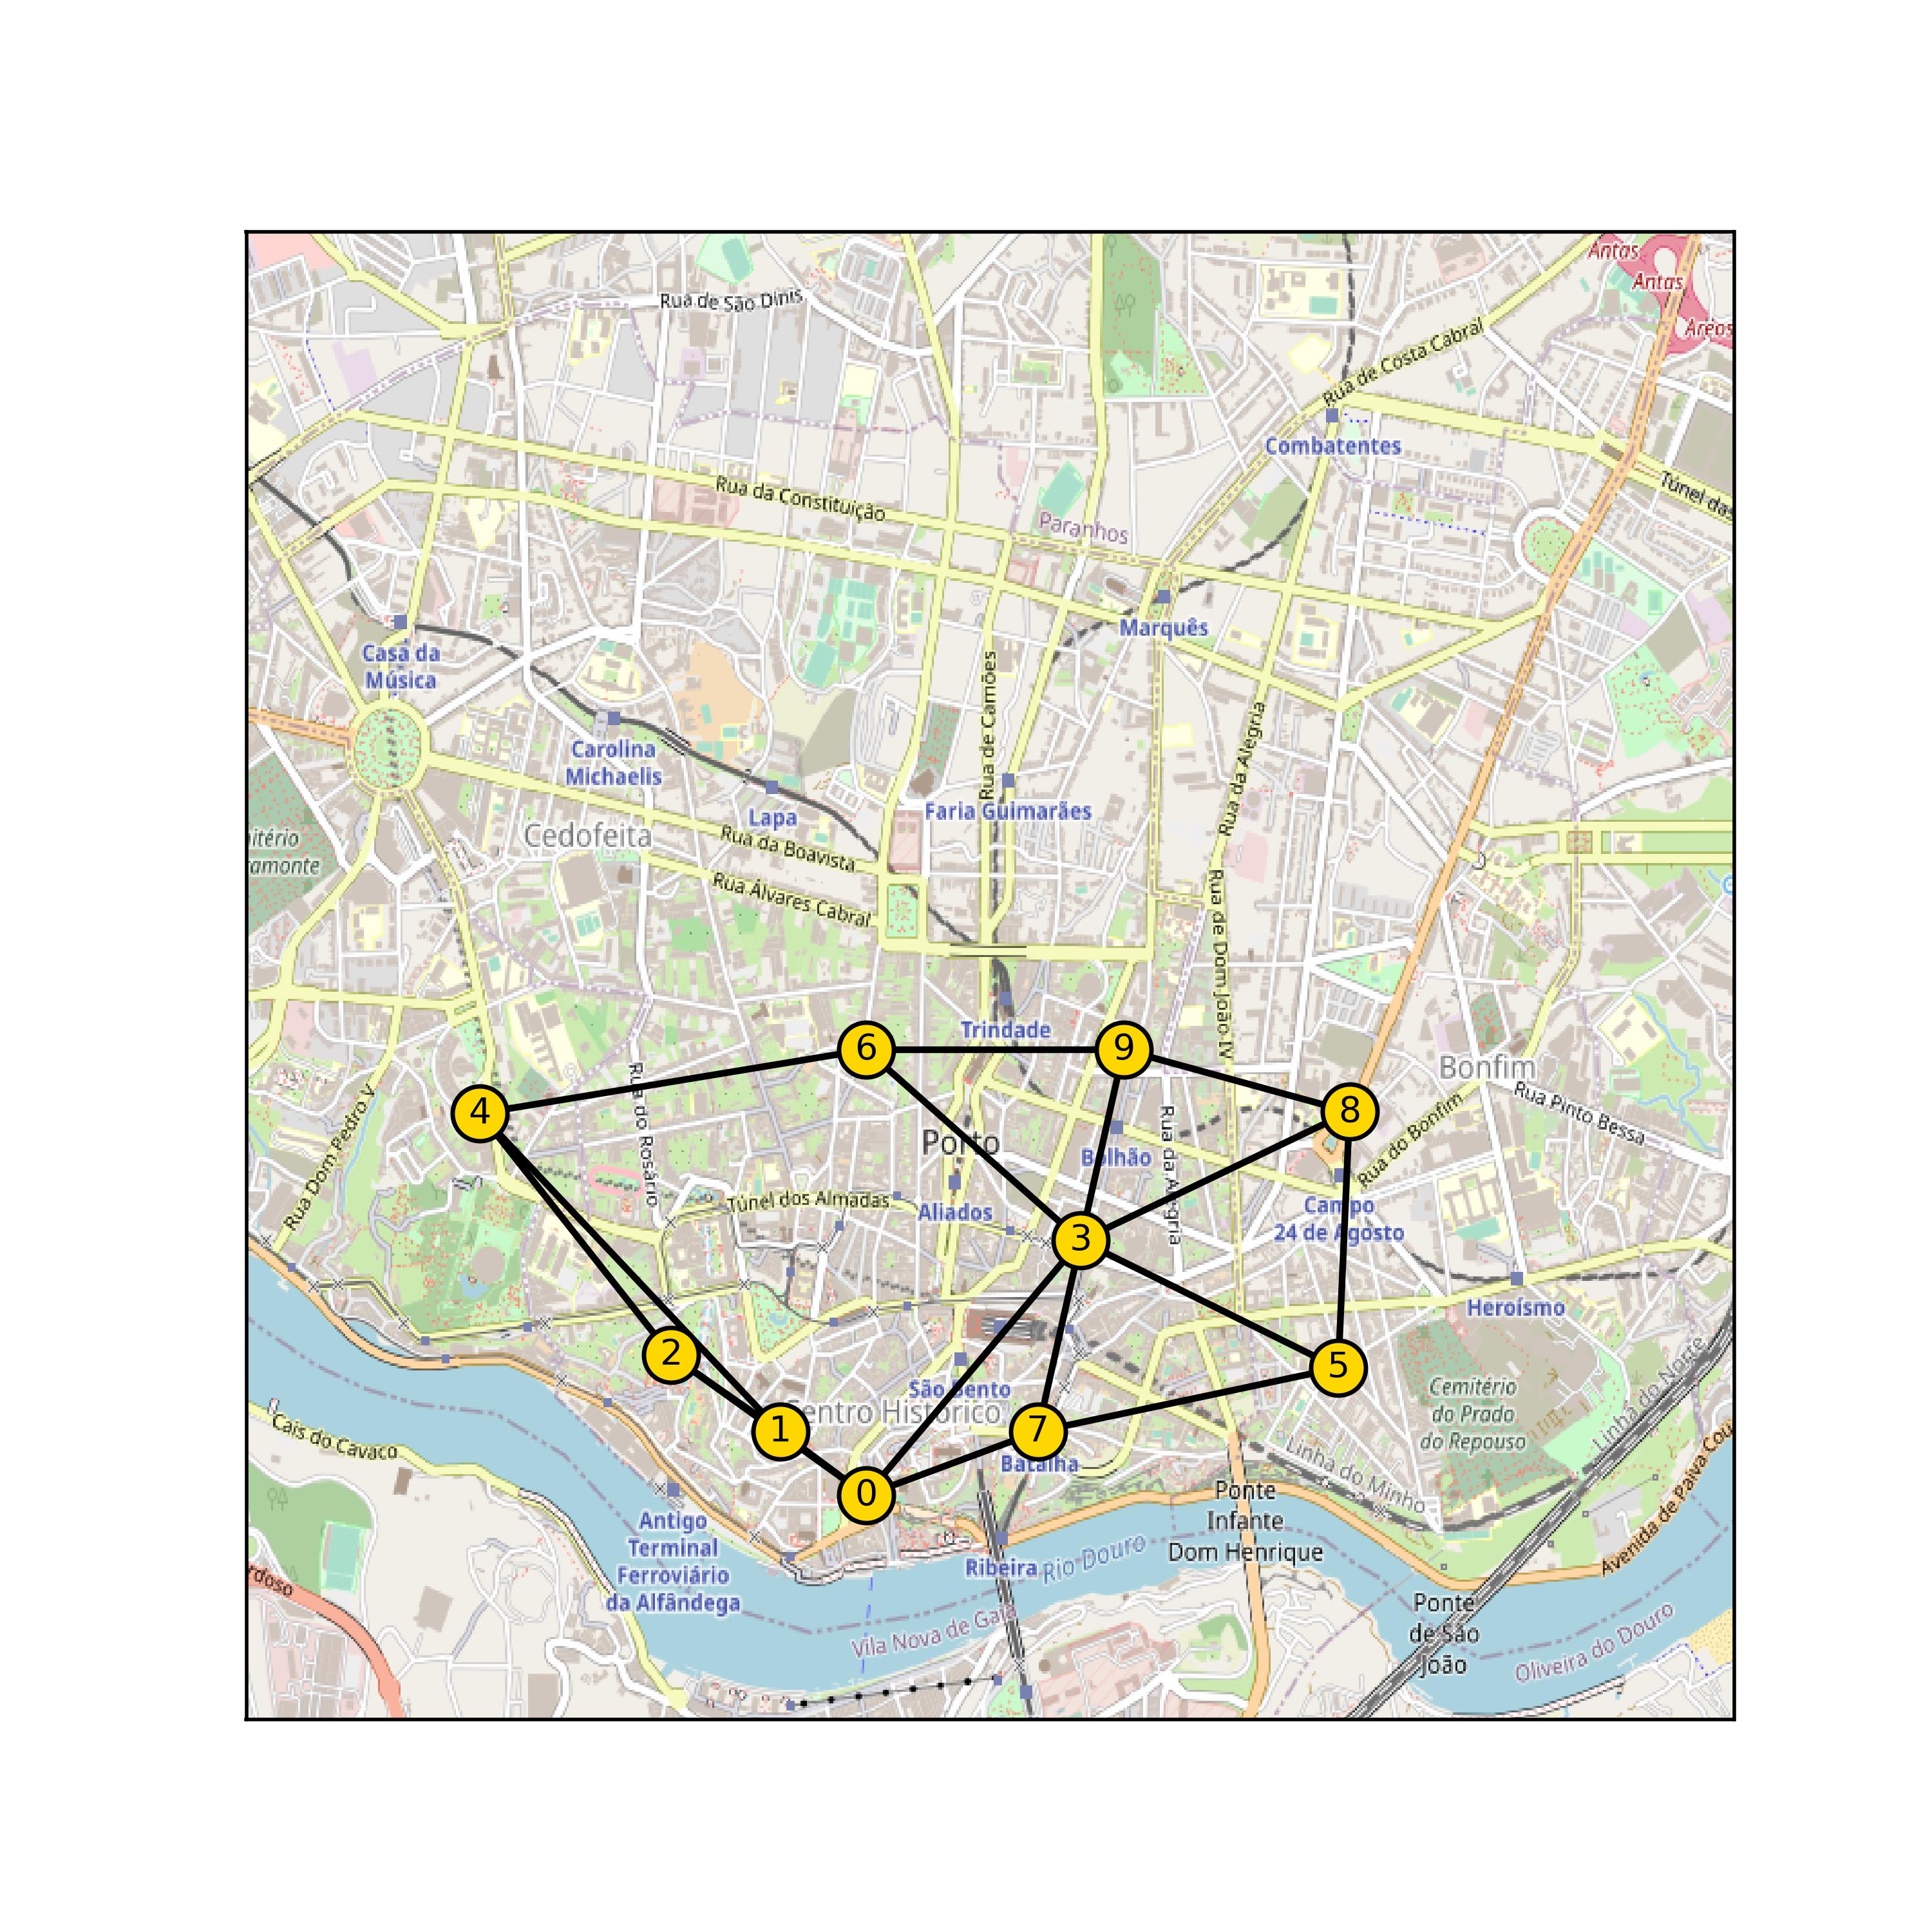 Antas
Antas
Areos
Rua de São Dinis
Rua de Costa Cabral
Combatentes
Túnel das
Rua da Constituição
Paranhos
Marquês
Casa da
Música
Carolina
Michaelis
Lapa
Rua de Camões
Faria Guimarães
Rua da Alegria
Cedofeita
Rua da Boavista
itério
amonte
Rua Álvares Cabral
Rua de Dom João IV
Trindade
6
9
4
8
Bonfim
Rua Pinto Bessa
Rua Dom Pedro V
Rua do Rosário
Porto
Bolhão
Rua da Alegria
Rua do Bonfim
Túnel dos Almadas
Aliados
Campo
24 de Agosto
3
Heroísmo
2
5
São Bento
Centro Histórico
Cemitério
do Prado
do Repouso
Linha do Norte
1
7
Batalha
Cais do Cavaco
Linha do Minho
0
Ponte
Infante
Dom Henrique
Avenida de Paiva Cou
Antigo
Terminal
Ferroviário
da Alfândega
Ribeira
Rio Douro
rdoso
Vila Nova de Gaia
Ponte
de São
João
Oliveira do Douro